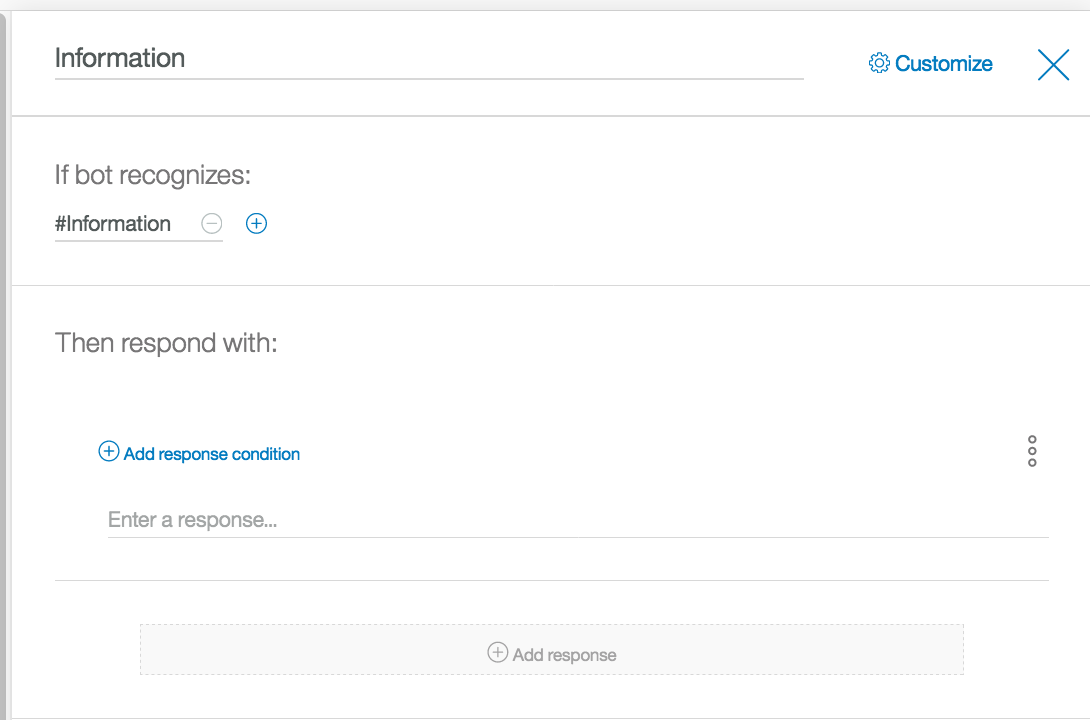 Information
Customize
If bot recognizes:
#Information
Then respond with:
Add response condition
Enter a response...
Add response